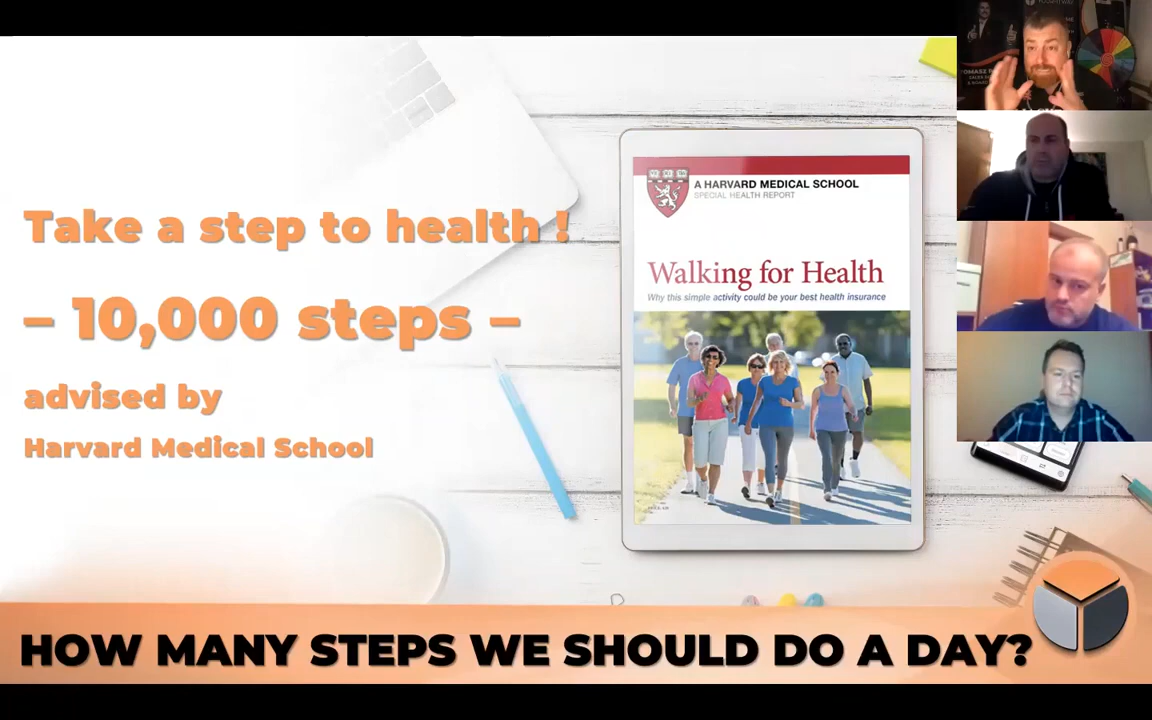 Take a step to health !
– 10,000 steps –
advised by
Harvard Medical School
A HARVARD MEDICAL SCHOOL
SPECIAL HEALTH REPORT
Walking for Health
Why this simple activity could be your best health insurance
HOW MANY STEPS WE SHOULD DO A DAY?